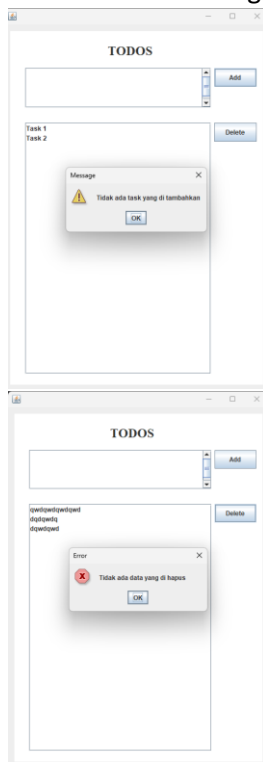 TODOS
Add
Task 1
Task 2
Delete
Message
Tidak ada task yang di tambahkan
OK
TODOS
Add
qwdqwdqwdqwd
dqdqwdq
dqwdqwd
Delete
Error
Tidak ada data yang di hapus
OK